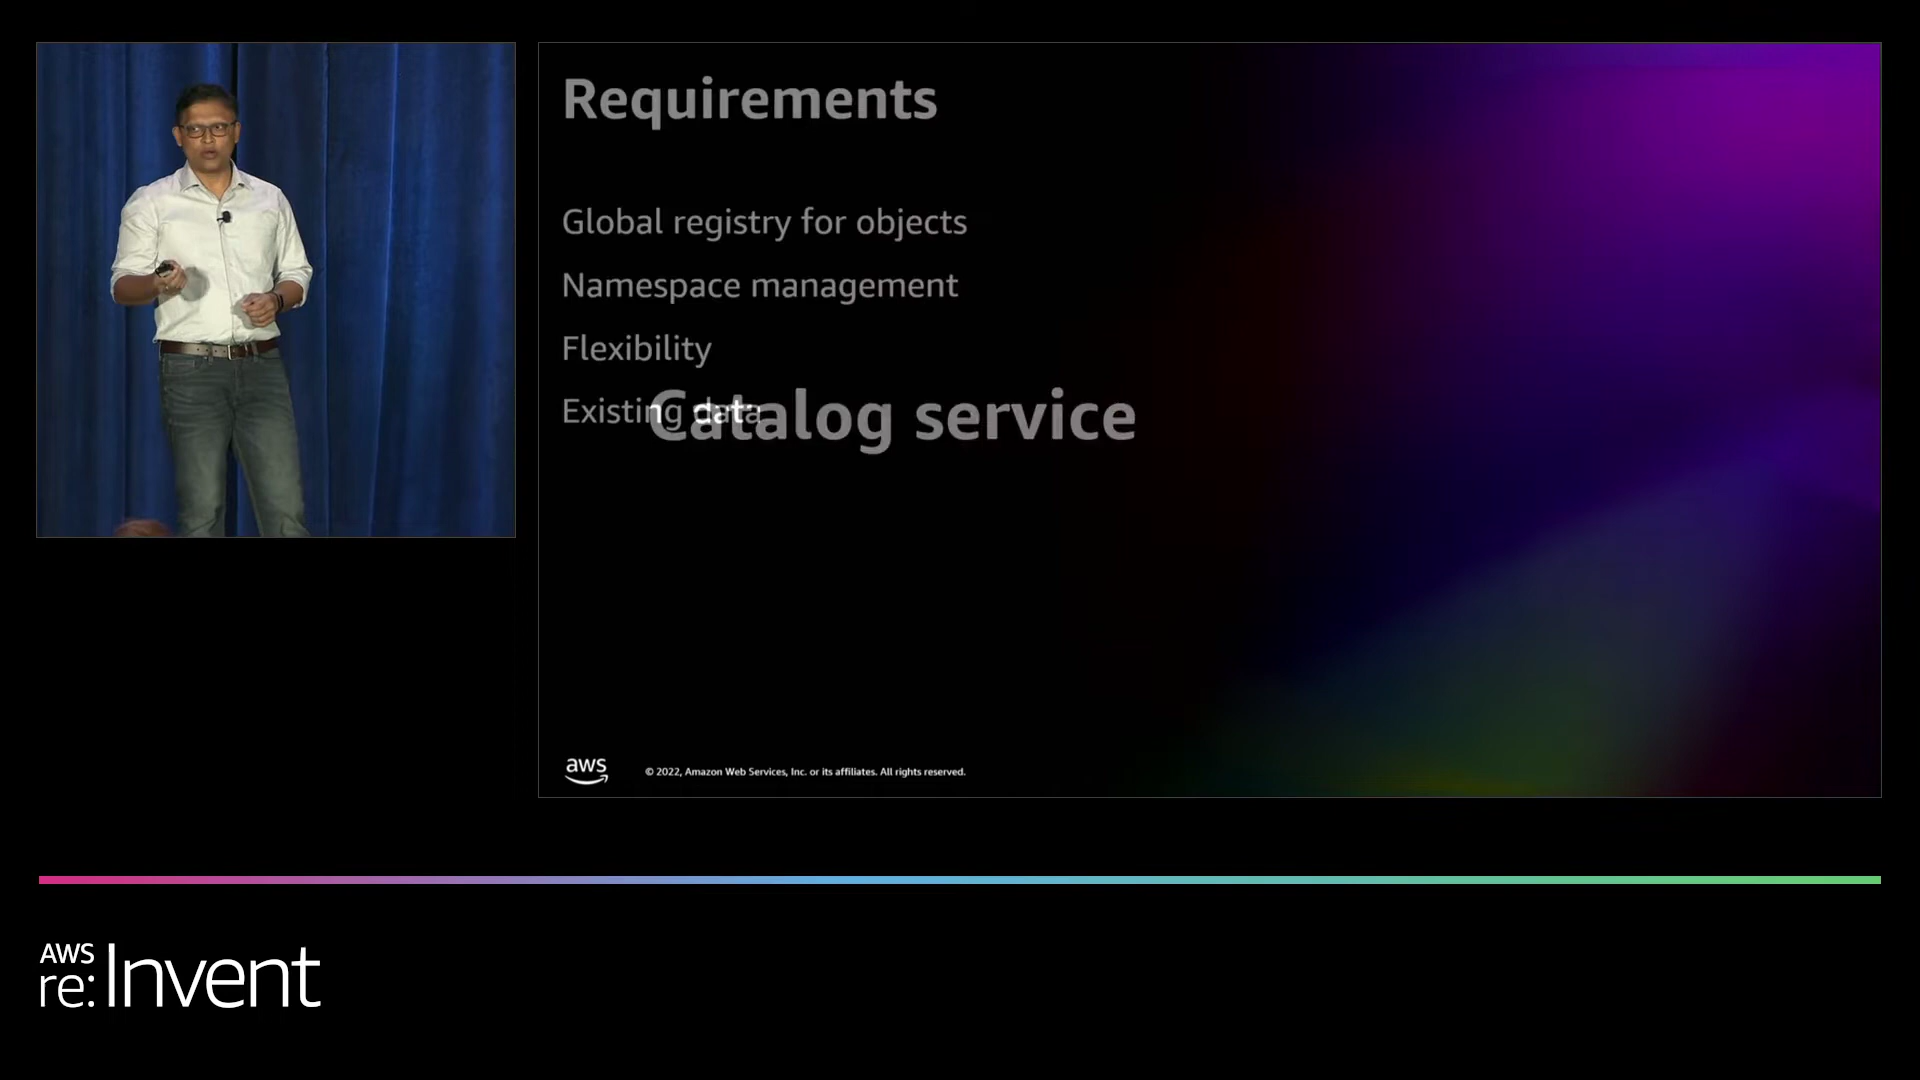 Requirements
Global registry for objects
Namespace management
Flexibility
Existing data
Catalog service
aws
© 2022, Amazon Web Services, Inc. or its affiliates. All rights reserved.
AWS
re:Invent